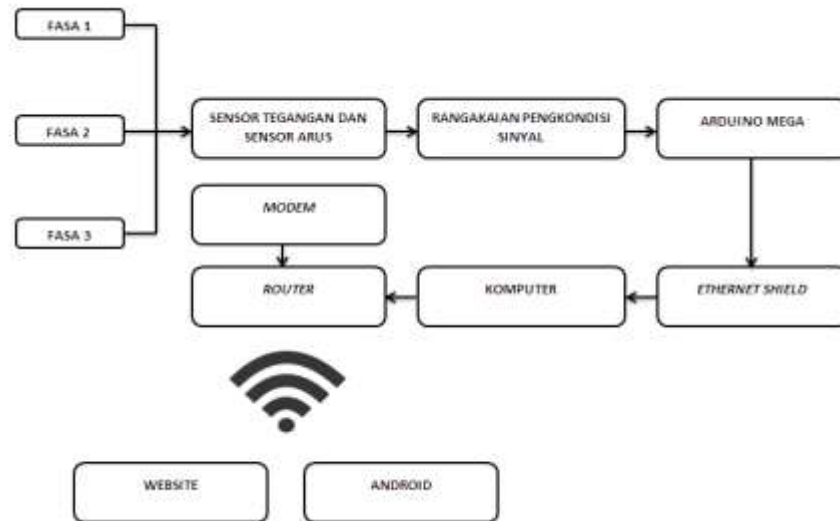 FASA 1
FASA 2
FASA 3
SENSOR TEGANGAN DAN
SENSOR ARUS
RANGAKAIAN PENGKONDISI
SINYAL
ARDUINO MEGA
MODEM
ROUTER
KOMPUTER
ETHERNET SHIELD
WEBSITE
ANDROID